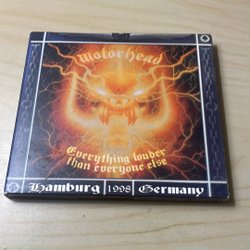 Motörhead
Everything louder
than everyone else
Hamburg 1998 Germany